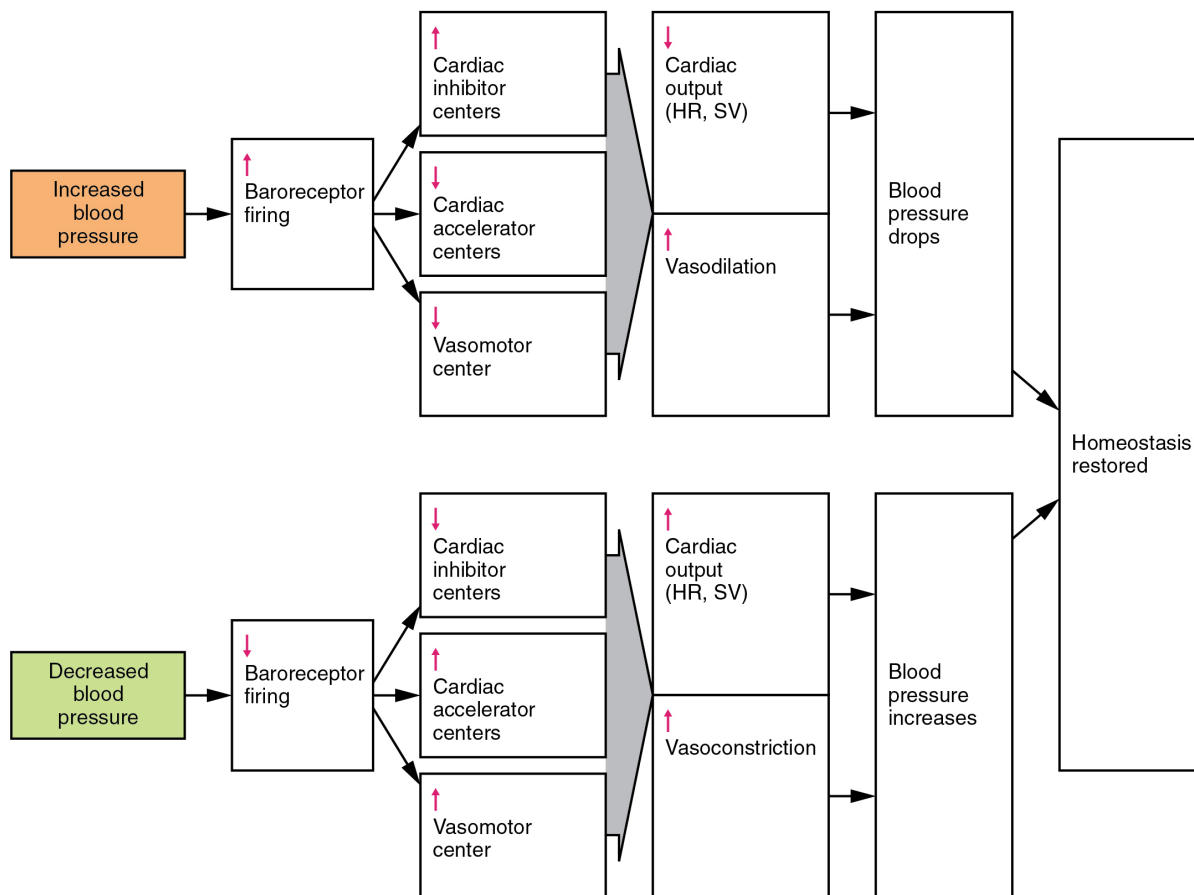 Increased
blood
pressure
Baroreceptor
firing
Cardiac
inhibitor
centers
Cardiac
accelerator
centers
Vasomotor
center
Cardiac
output
(HR, SV)
Vasodilation
Blood
pressure
drops
Homeostasis
restored
Decreased
blood
pressure
Baroreceptor
firing
Cardiac
inhibitor
centers
Cardiac
accelerator
centers
Vasomotor
center
Cardiac
output
(HR, SV)
Vasoconstriction
Blood
pressure
increases